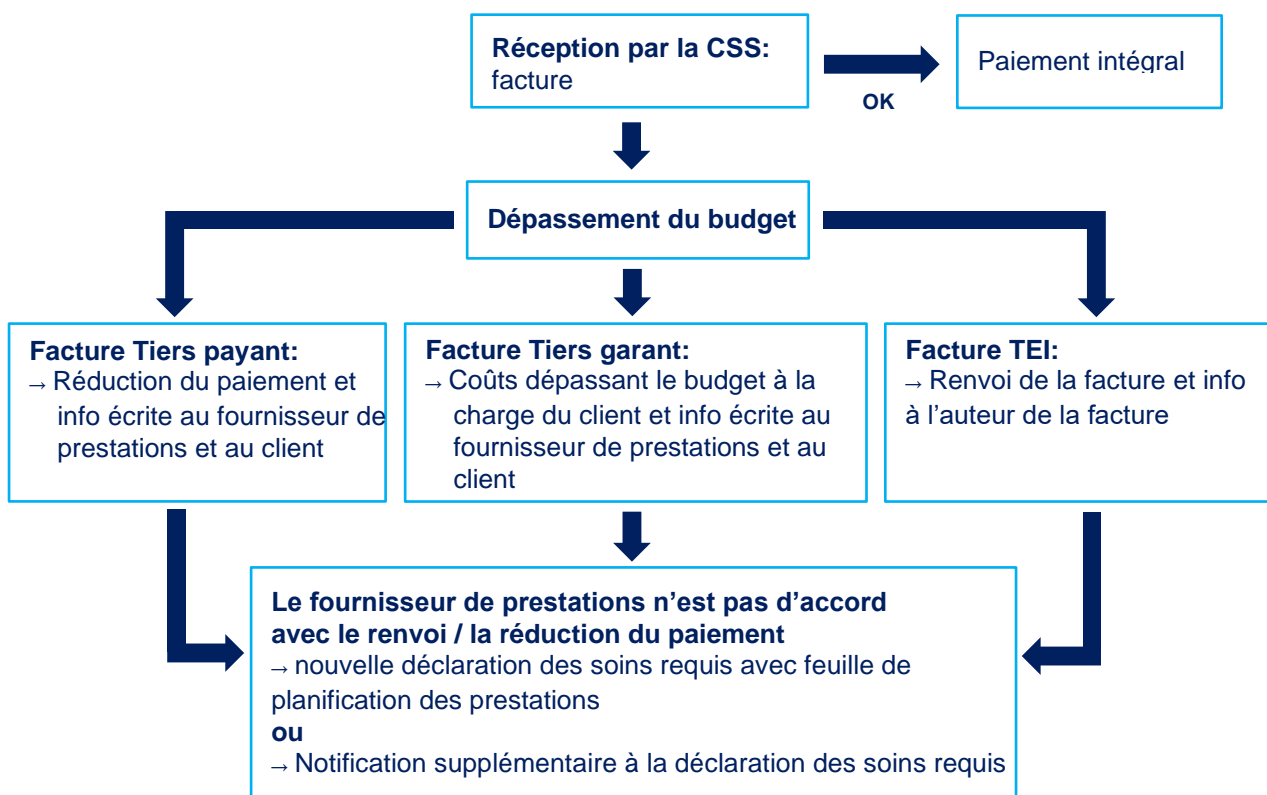 Réception par la CSS:
facture
Paiement intégral
OK
Dépassement du budget
Facture Tiers payant:
→ Réduction du paiement et
info écrite au fournisseur de
prestations et au client
Facture Tiers garant:
→ Coûts dépassant le budget à la
charge du client et info écrite au
fournisseur de prestations et au
client
Facture TEI:
→ Renvoi de la facture et info
à l’auteur de la facture
Le fournisseur de prestations n’est pas d’accord
avec le renvoi / la réduction du paiement
→ nouvelle déclaration des soins requis avec feuille de
planification des prestations
ou
→ Notification supplémentaire à la déclaration des soins requis